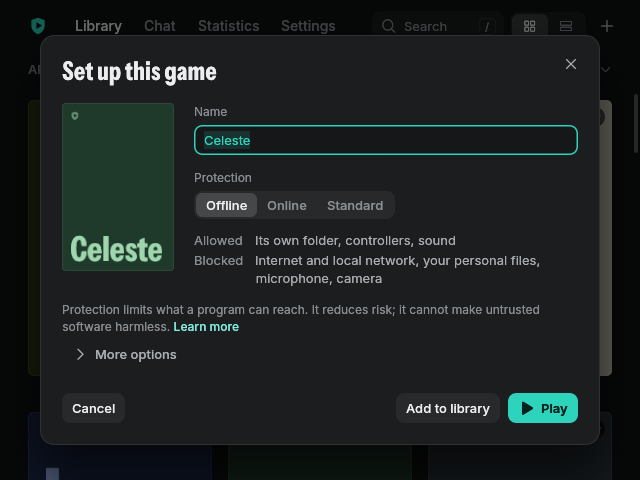 Library Chat Statistics Settings Search /
Set up this game
Name
Celeste
Celeste
Protection
Offline Online Standard
Allowed Its own folder, controllers, sound
Blocked Internet and local network, your personal files,
microphone, camera
Protection limits what a program can reach. It reduces risk; it cannot make untrusted
software harmless. Learn more
More options
Cancel Add to library Play